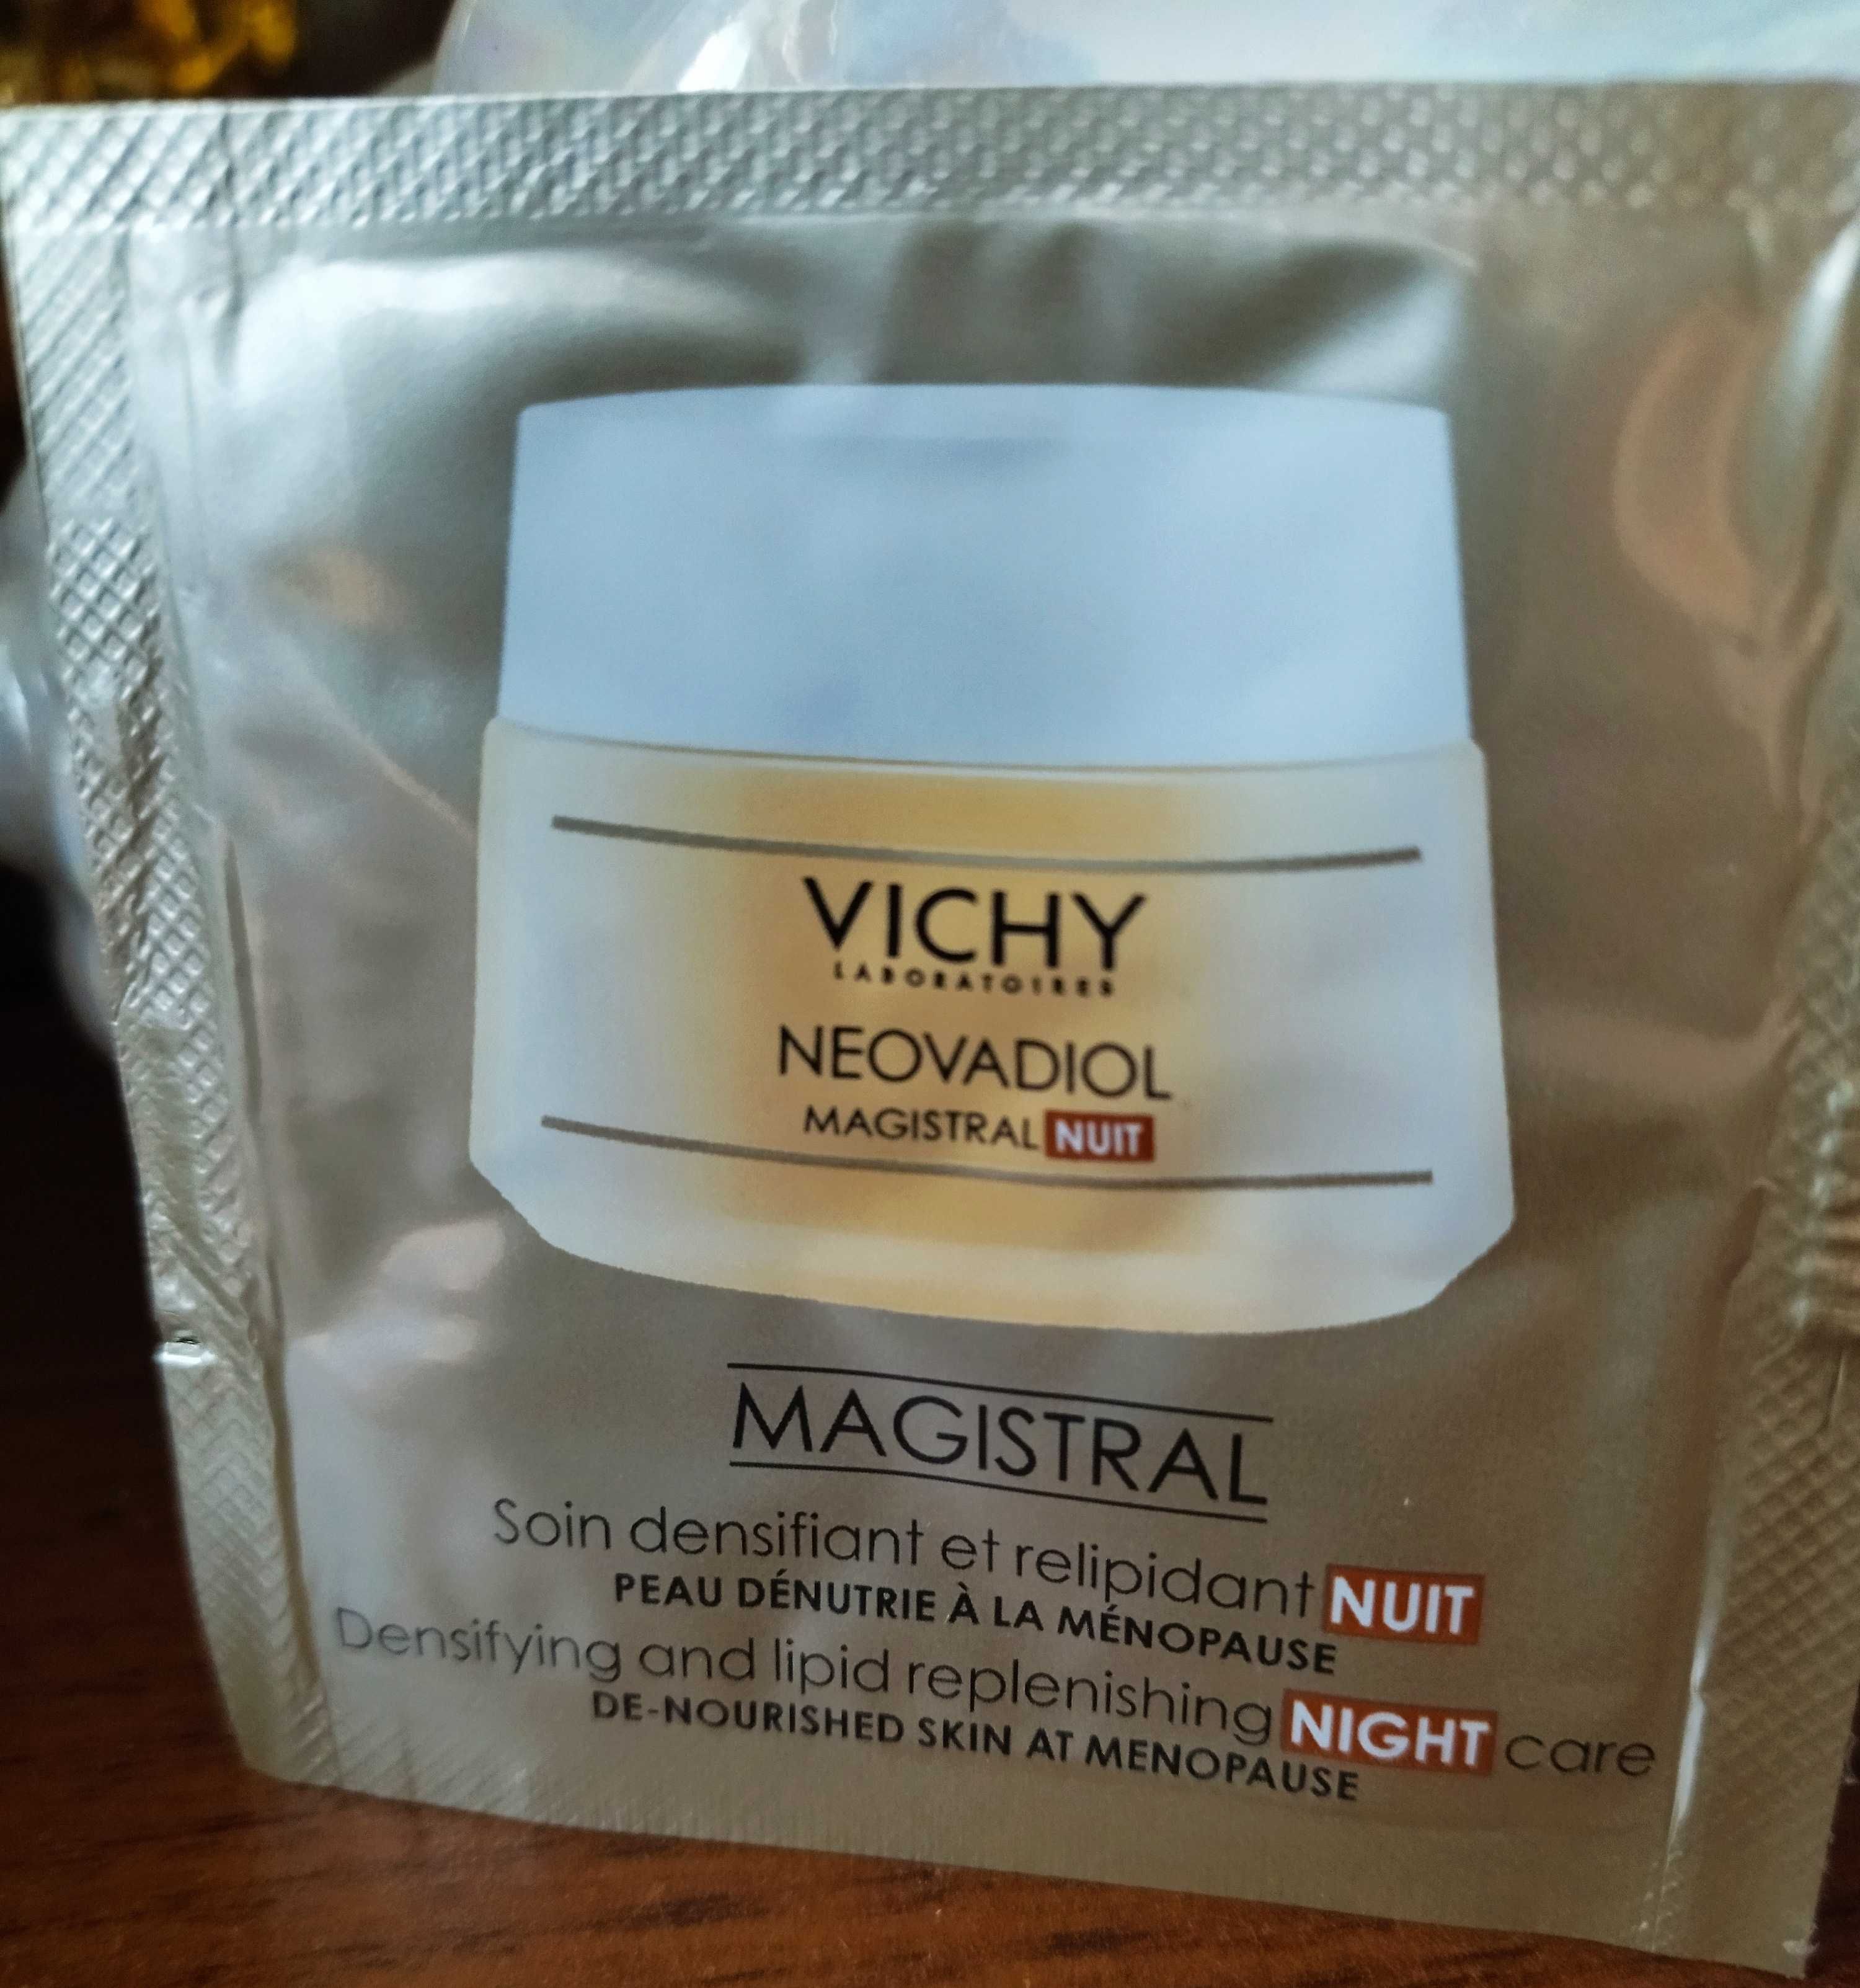 VICHY
LABORATOIRES
NEOVADIOL
MAGISTRAL NUIT
MAGISTRAL
Soin densifiant et relipidant NUIT
PEAU DÉNUTRIE À LA MÉNOPAUSE
Densifying and lipid replenishing NIGHT care
DE-NOURISHED SKIN AT MENOPAUSE